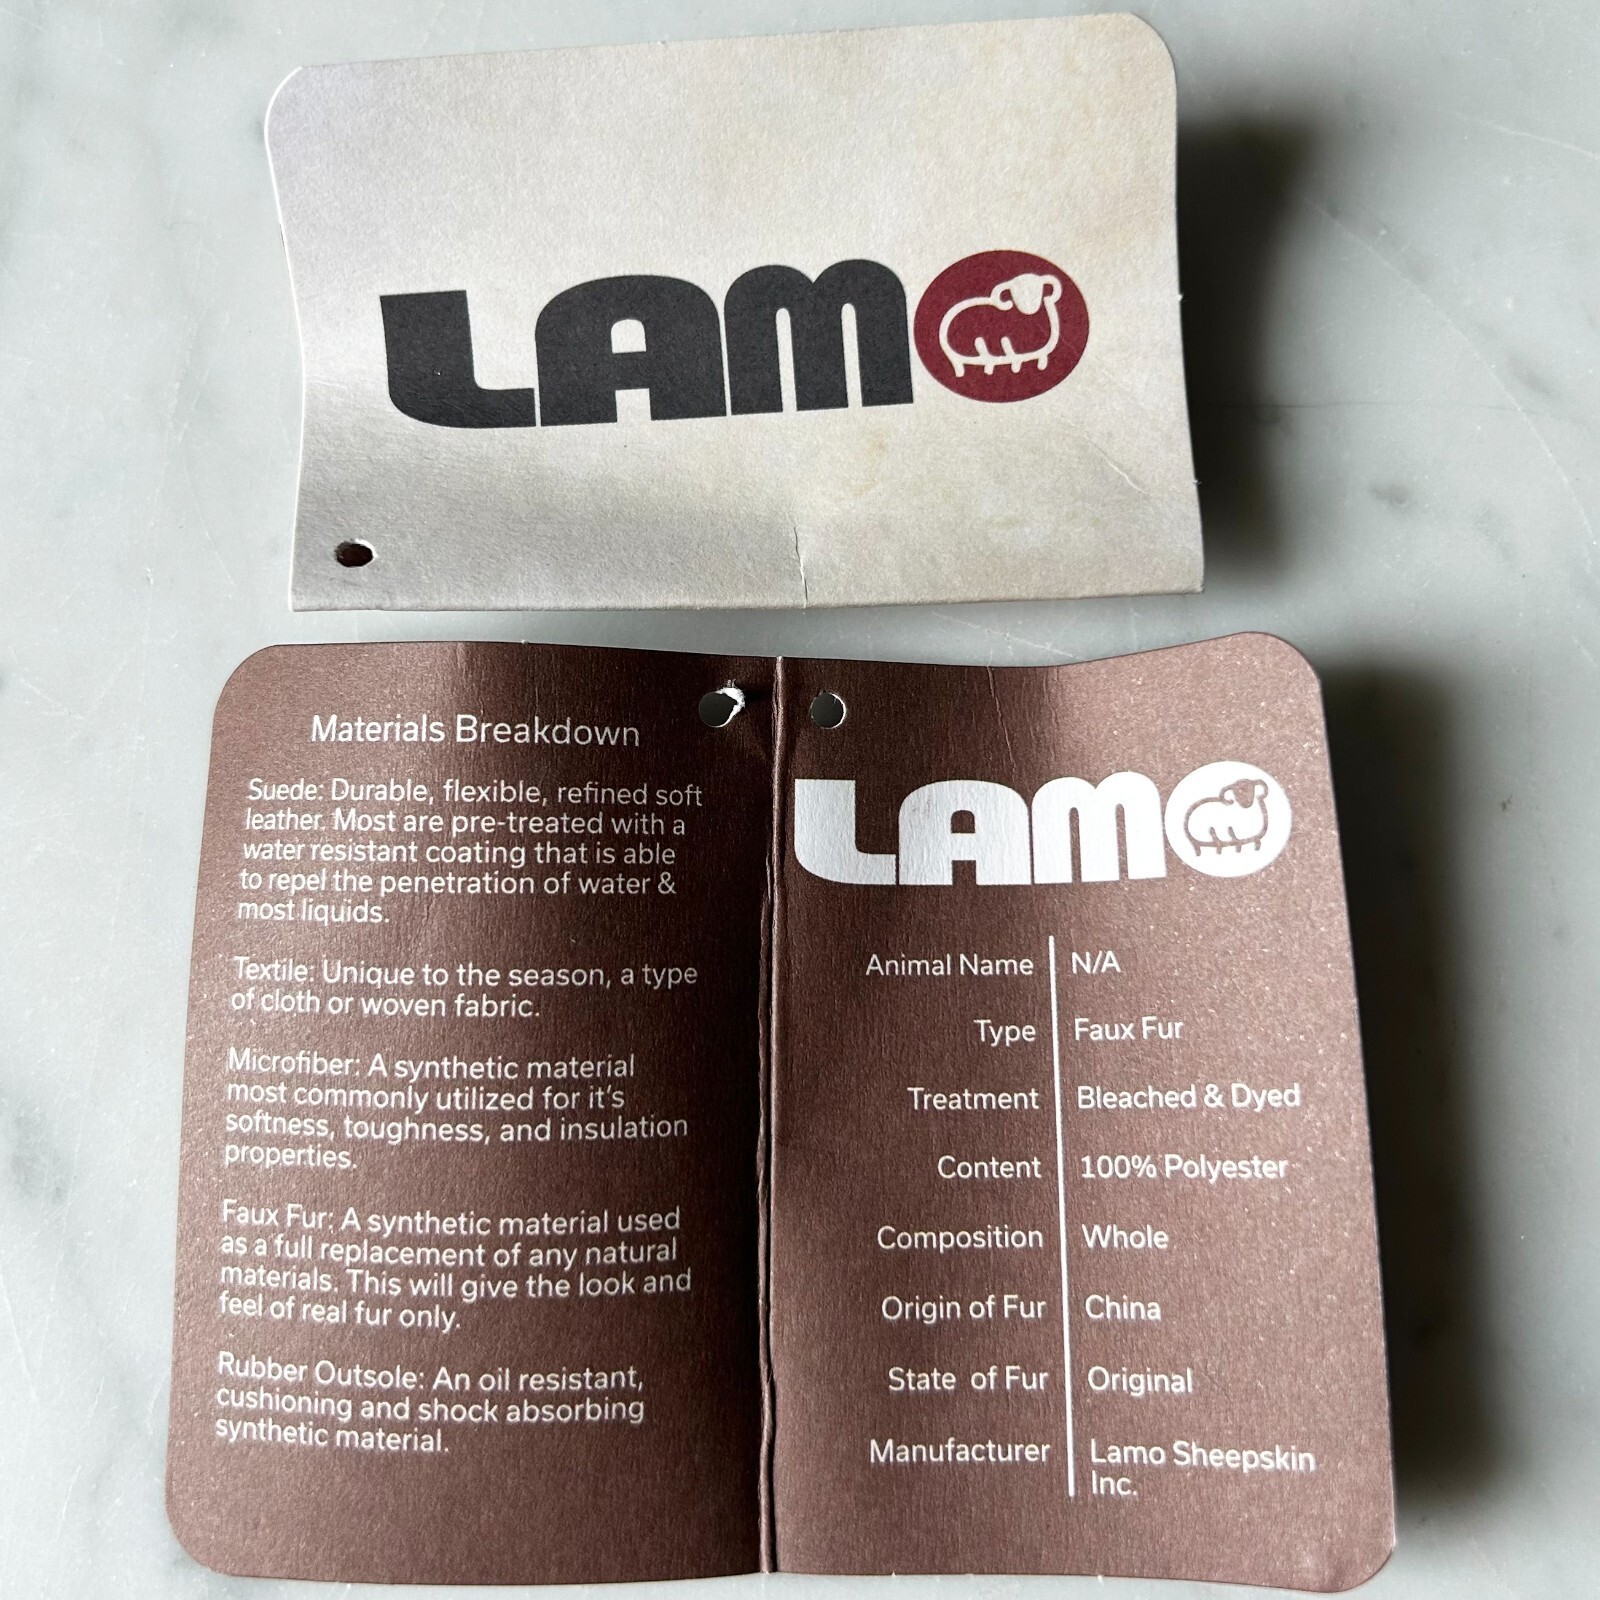 LAMO
Materials Breakdown
Suede: Durable, flexible, refined soft
leather. Most are pre-treated with a
water resistant coating that is able
to repel the penetration of water &
most liquids.
Textile: Unique to the season, a type
of cloth or woven fabric.
Microfiber: A synthetic material
most commonly utilized for it's
softness, toughness, and insulation
properties.
Faux Fur: A synthetic material used
as a full replacement of any natural
materials. This will give the look and
feel of real fur only.
Rubber Outsole: An oil resistant,
cushioning and shock absorbing
synthetic material.
LAMO
Animal Name N/A
Type Faux Fur
Treatment Bleached & Dyed
Content 100% Polyester
Composition Whole
Origin of Fur China
State of Fur Original
Manufacturer Lamo Sheepskin
Inc.